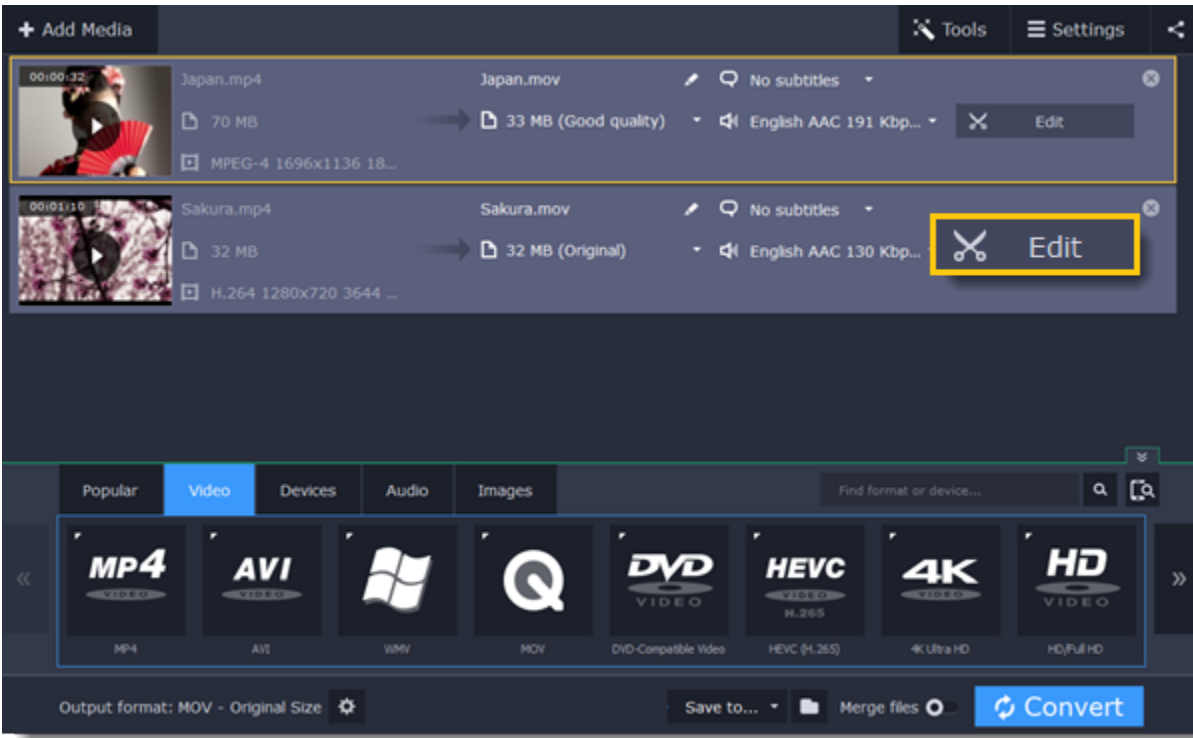 Add Media
Tools
Settings
00:00:32
Japan.mp4
Japan.mov
No subtitles
70 MB
33 MB (Good quality)
English AAC 191 Kbp...
Edit
MPEG-4 1696x1136 18...
00:01:10
Sakura.mp4
Sakura.mov
No subtitles
32 MB
32 MB (Original)
English AAC 130 Kbp...
Edit
H.264 1280x720 3644 ...
Popular
Video
Devices
Audio
Images
Find format or device...
MP4
VIDEO
AVI
VIDEO
DVD
VIDEO
HEVC
VIDEO
H.265
4K
VIDEO
HD
VIDEO
MP4
AVI
WMV
MOV
DVD-Compatible Video
HEVC (H.265)
4K Ultra HD
HD/Full HD
Output format: MOV - Original Size
Save to...
Merge files
Convert